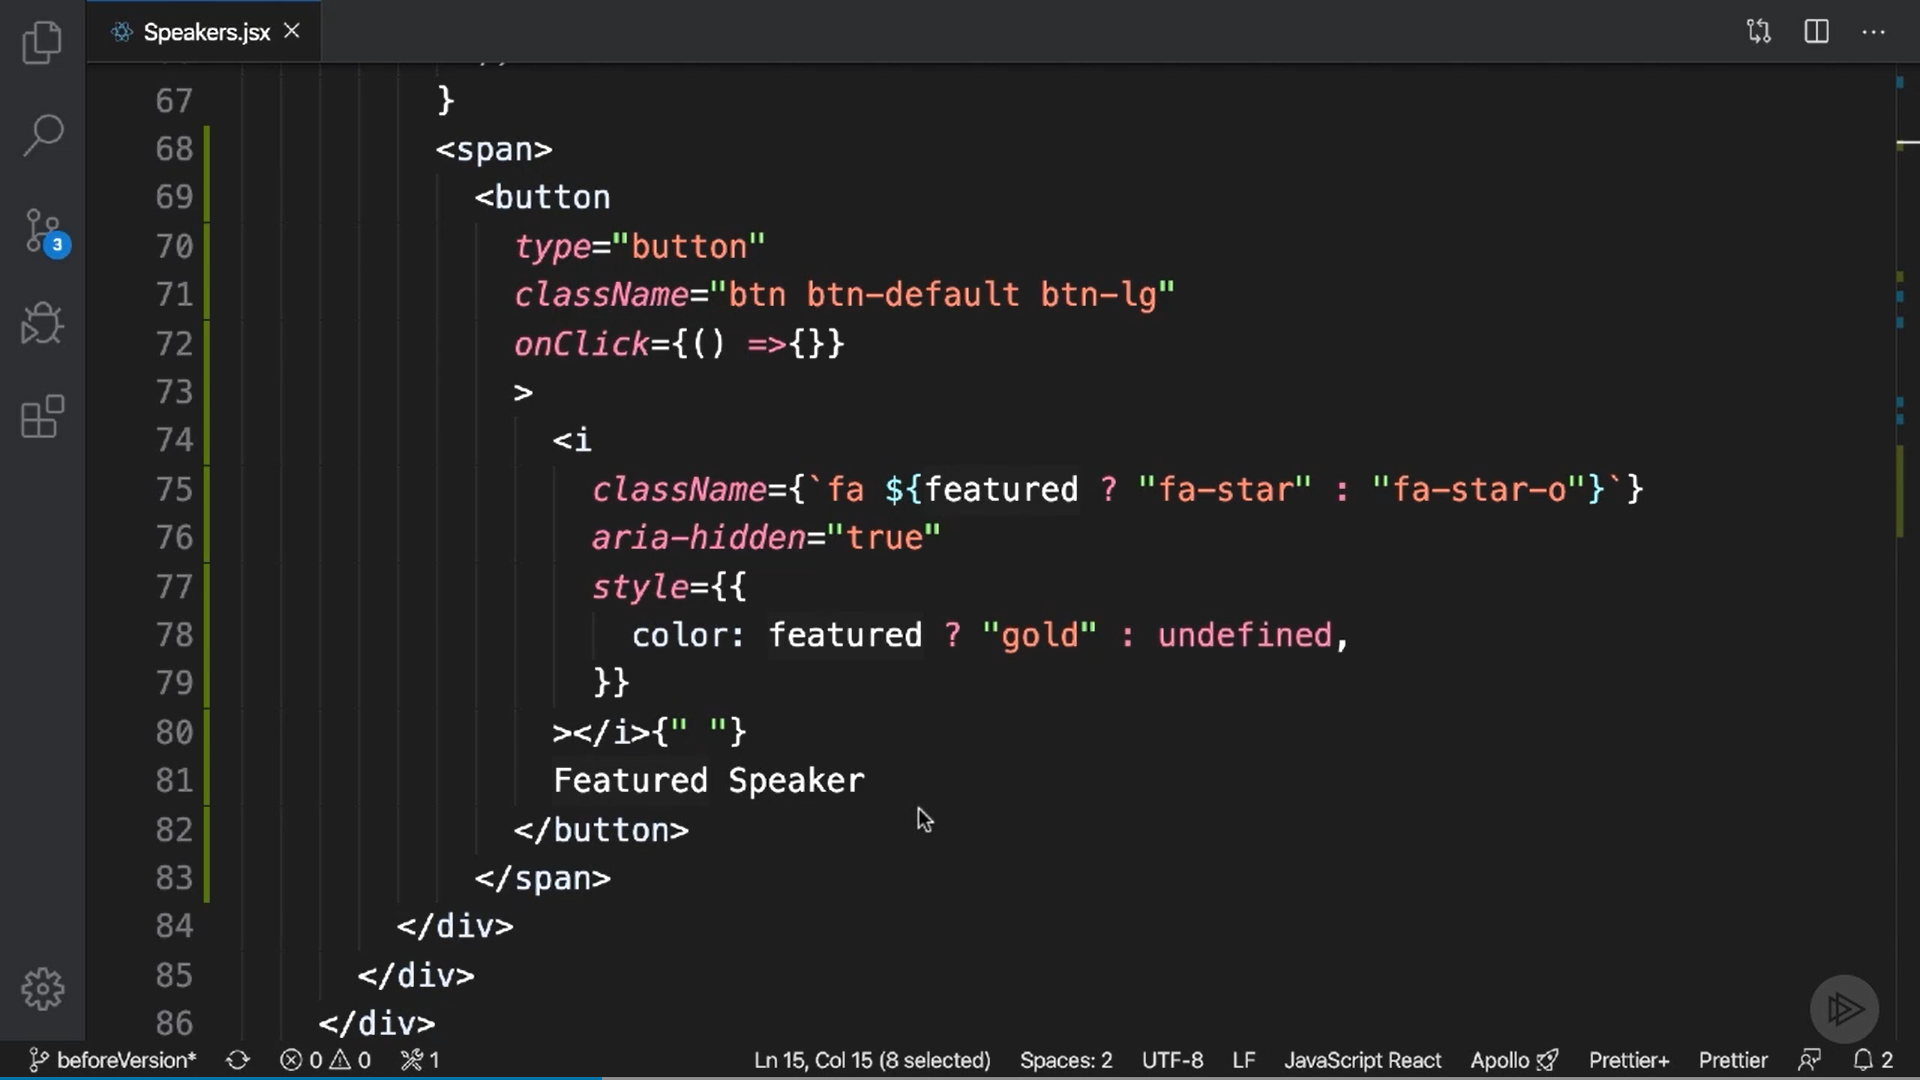 Speakers.jsx
67 }
68 <span>
69 <button
70 type="button"
71 className="btn btn-default btn-lg"
72 onClick={() =>{}}
73 >
74 <i
75 className={`fa ${featured ? "fa-star" : "fa-star-o"}`}
76 aria-hidden="true"
77 style={{
78 color: featured ? "gold" : undefined,
79 }}
80 ></i>{" "}
81 Featured Speaker
82 </button>
83 </span>
84 </div>
85 </div>
86 </div>
3
beforeVersion* 0 0 1 Ln 15, Col 15 (8 selected) Spaces: 2 UTF-8 LF JavaScript React Apollo Prettier+ Prettier 2